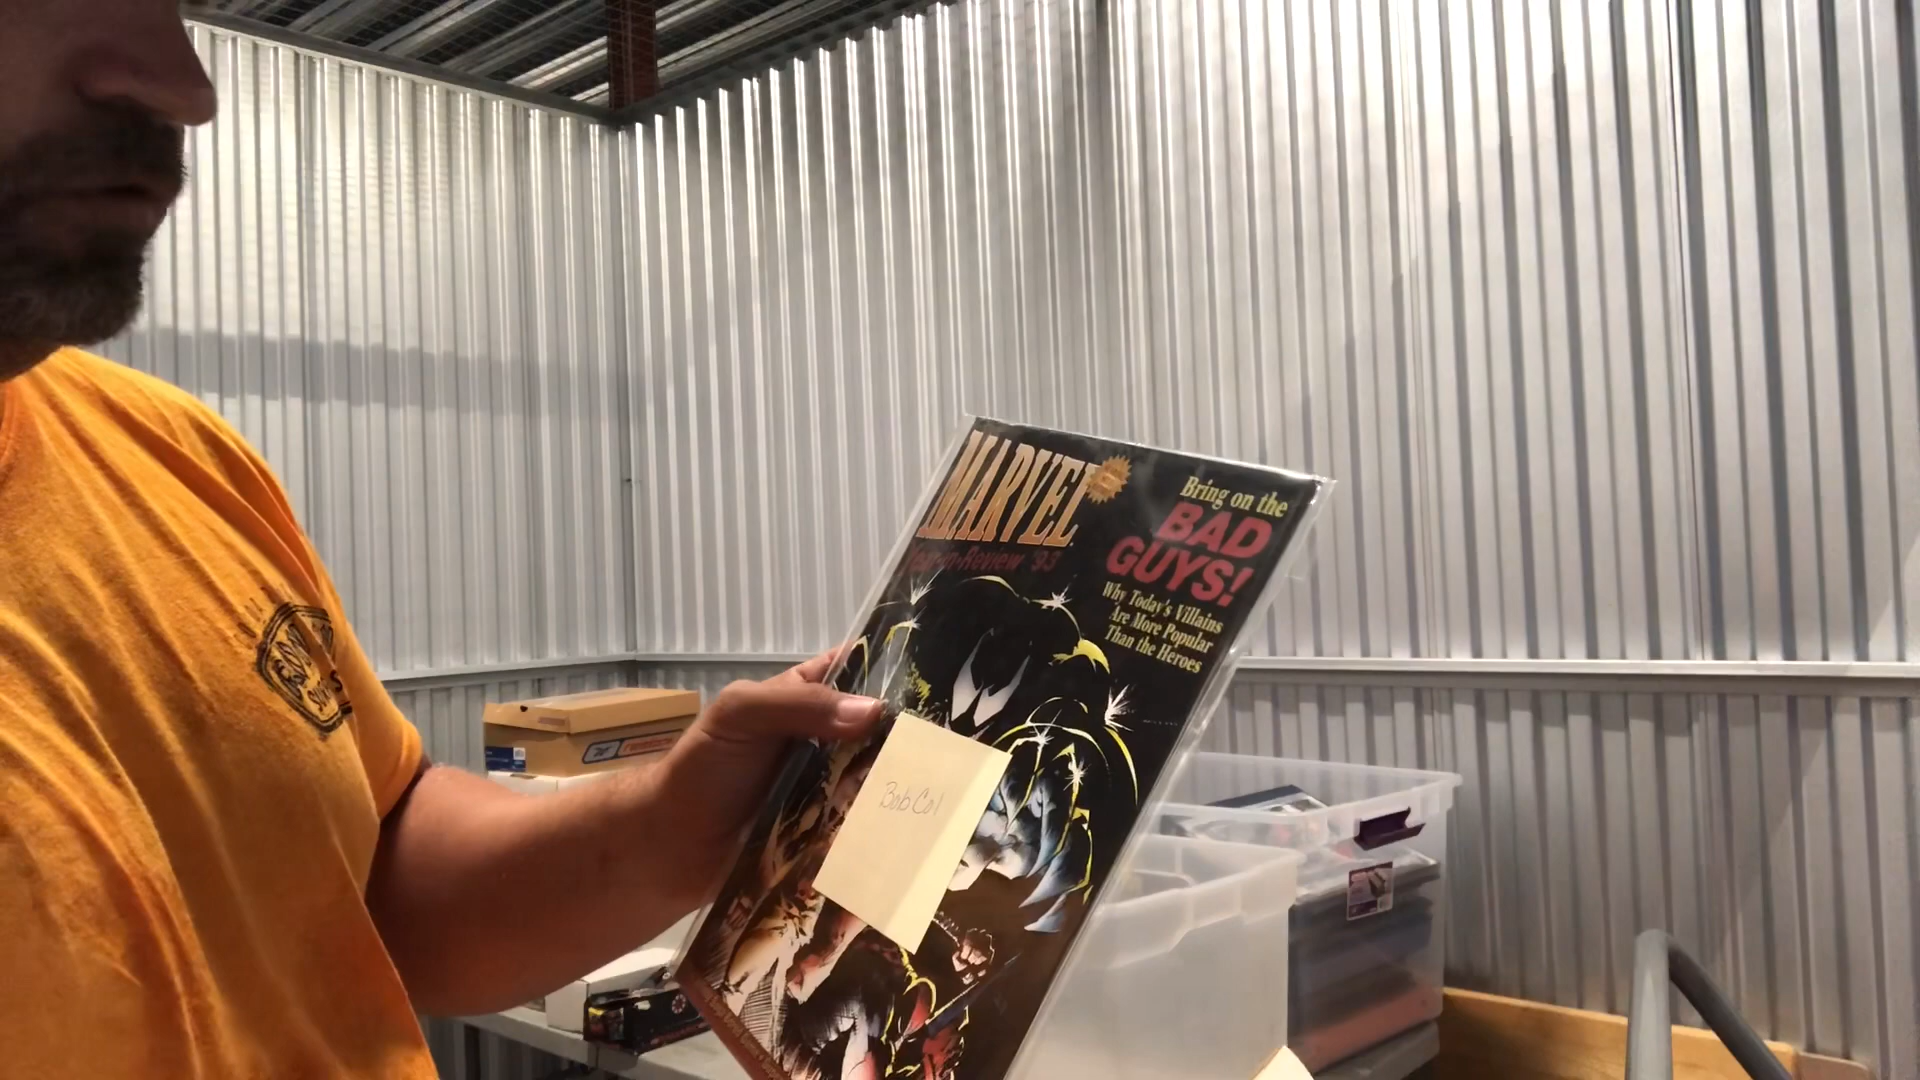 MARVEL
Year-in-Review '93
Bring on the
BAD
GUYS!
Why Today's Villains
Are More Popular
Than the Heroes
Bob Col